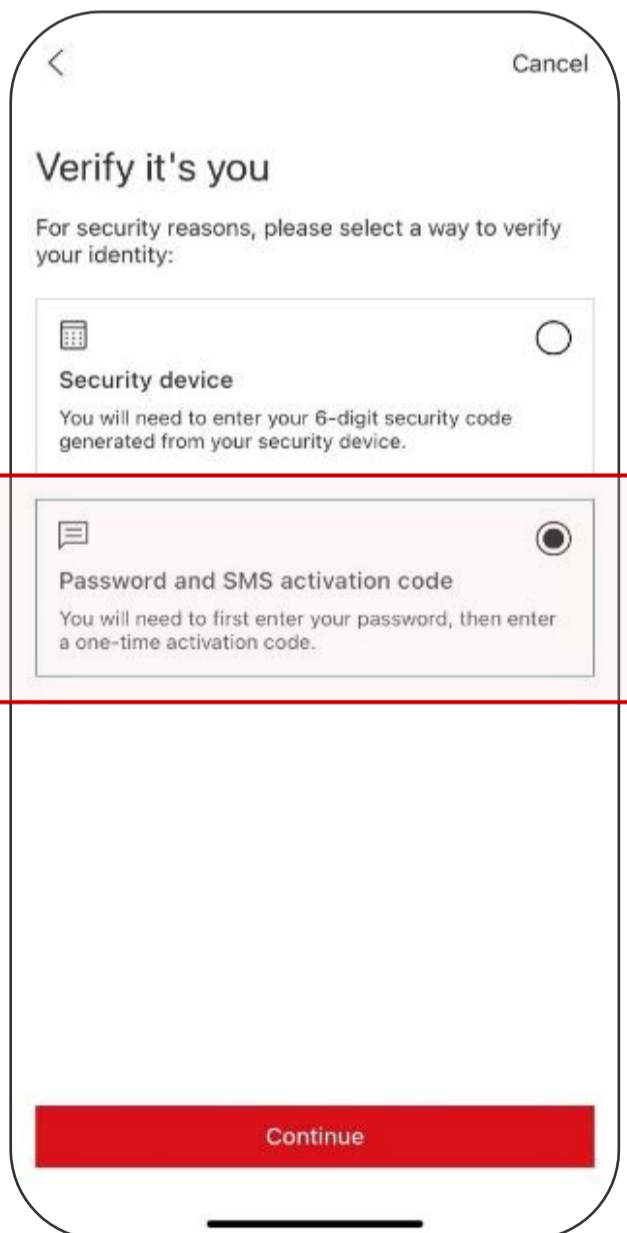 Cancel
Verify it's you
For security reasons, please select a way to verify
your identity:
Security device
You will need to enter your 6-digit security code
generated from your security device.
Password and SMS activation code
You will need to first enter your password, then enter
a one-time activation code.
Continue